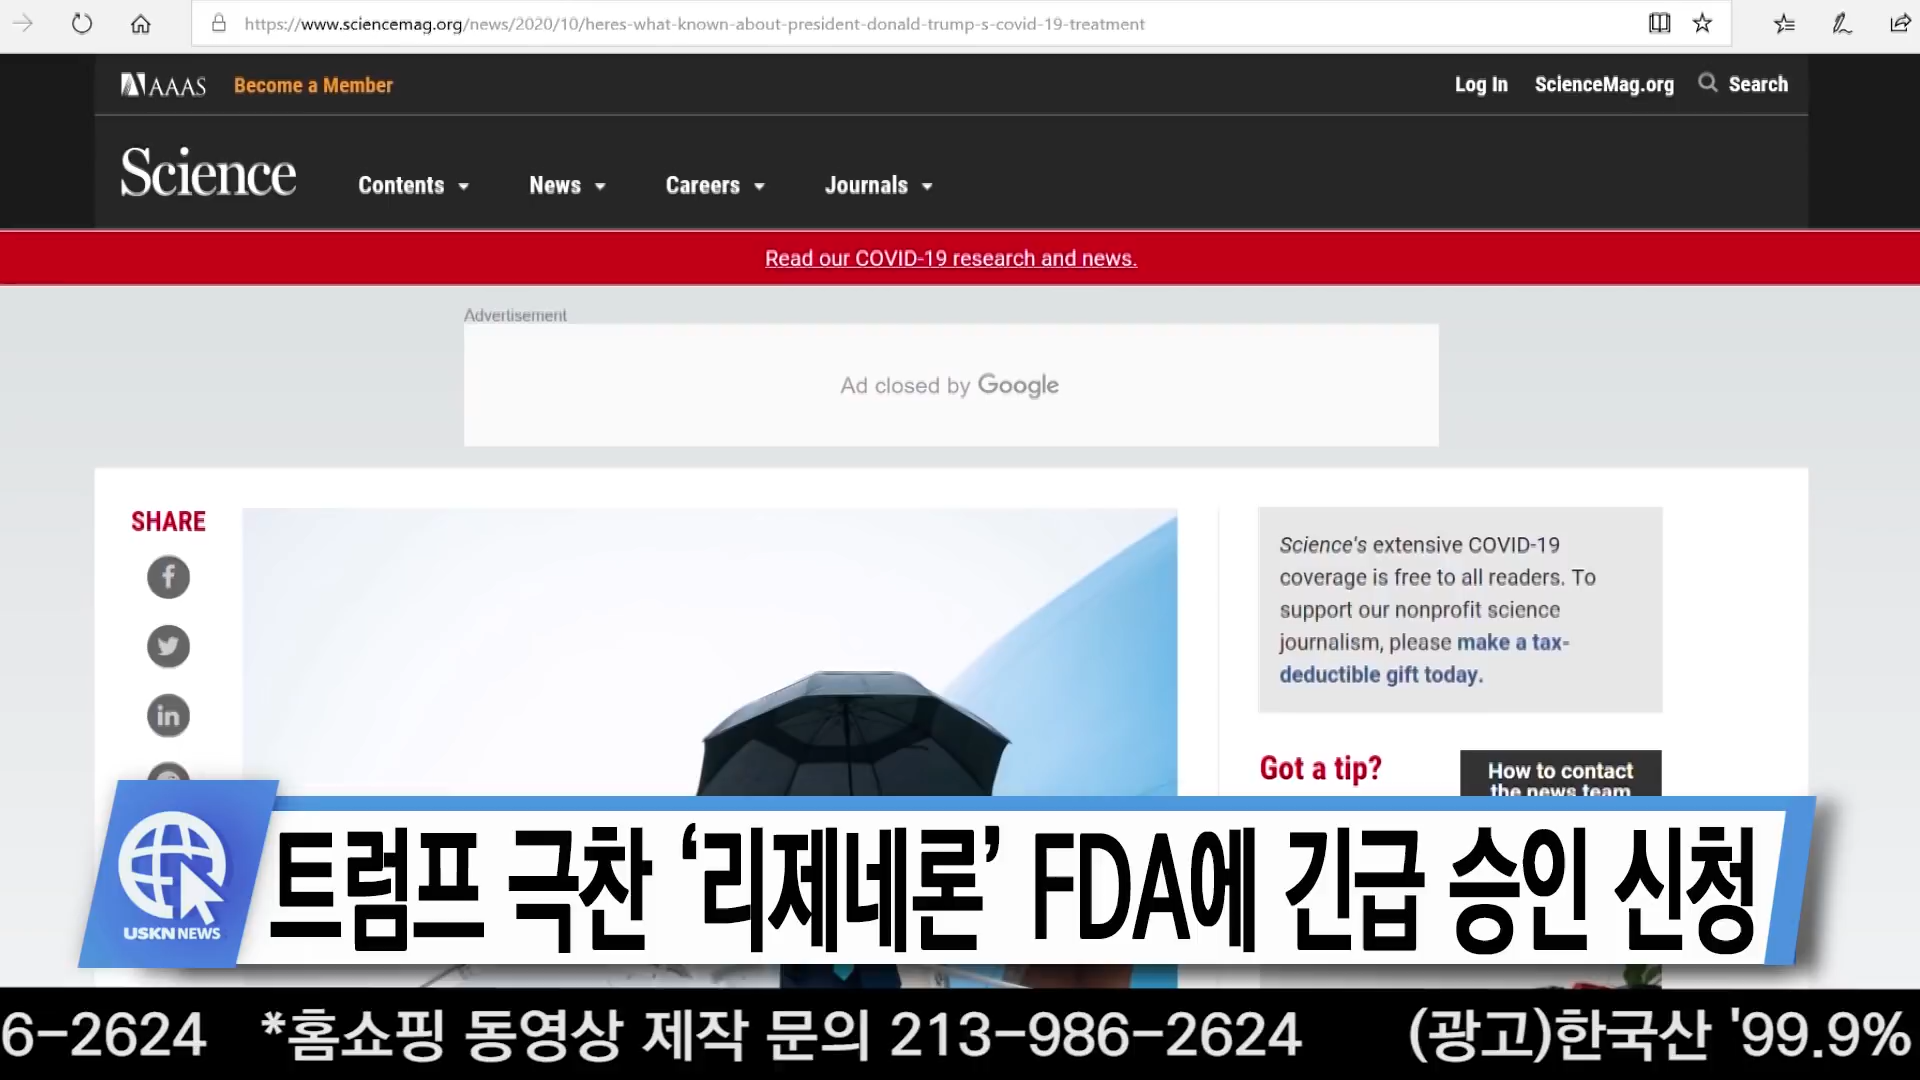 https://www.sciencemag.org/news/2020/10/heres-what-known-about-president-donald-trump-s-covid-19-treatment
AAAS Become a Member Log In ScienceMag.org Search
Science Contents News Careers Journals
Read our COVID-19 research and news.
Advertisement
Ad closed by Google
SHARE
Science's extensive COVID-19
coverage is free to all readers. To
support our nonprofit science
journalism, please make a tax-
deductible gift today.
Got a tip?
How to contact
the news team
트럼프 극찬 ‘리제네론’ FDA에 긴급 승인 신청
USKN NEWS
6-2624 *홈쇼핑 동영상 제작 문의 213-986-2624 (광고)한국산 '99.9%